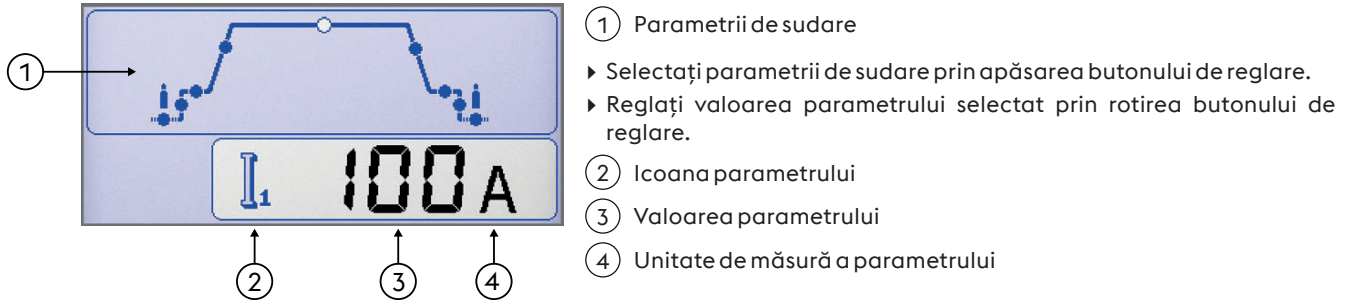 1 Parametrii de sudare
1
▸ Selectați parametrii de sudare prin apăsarea butonului de reglare.
▸ Reglați valoarea parametrului selectat prin rotirea butonului de
reglare.
I1 100 A
2 Icoana parametrului
3 Valoarea parametrului
2 3 4
4 Unitate de măsură a parametrului